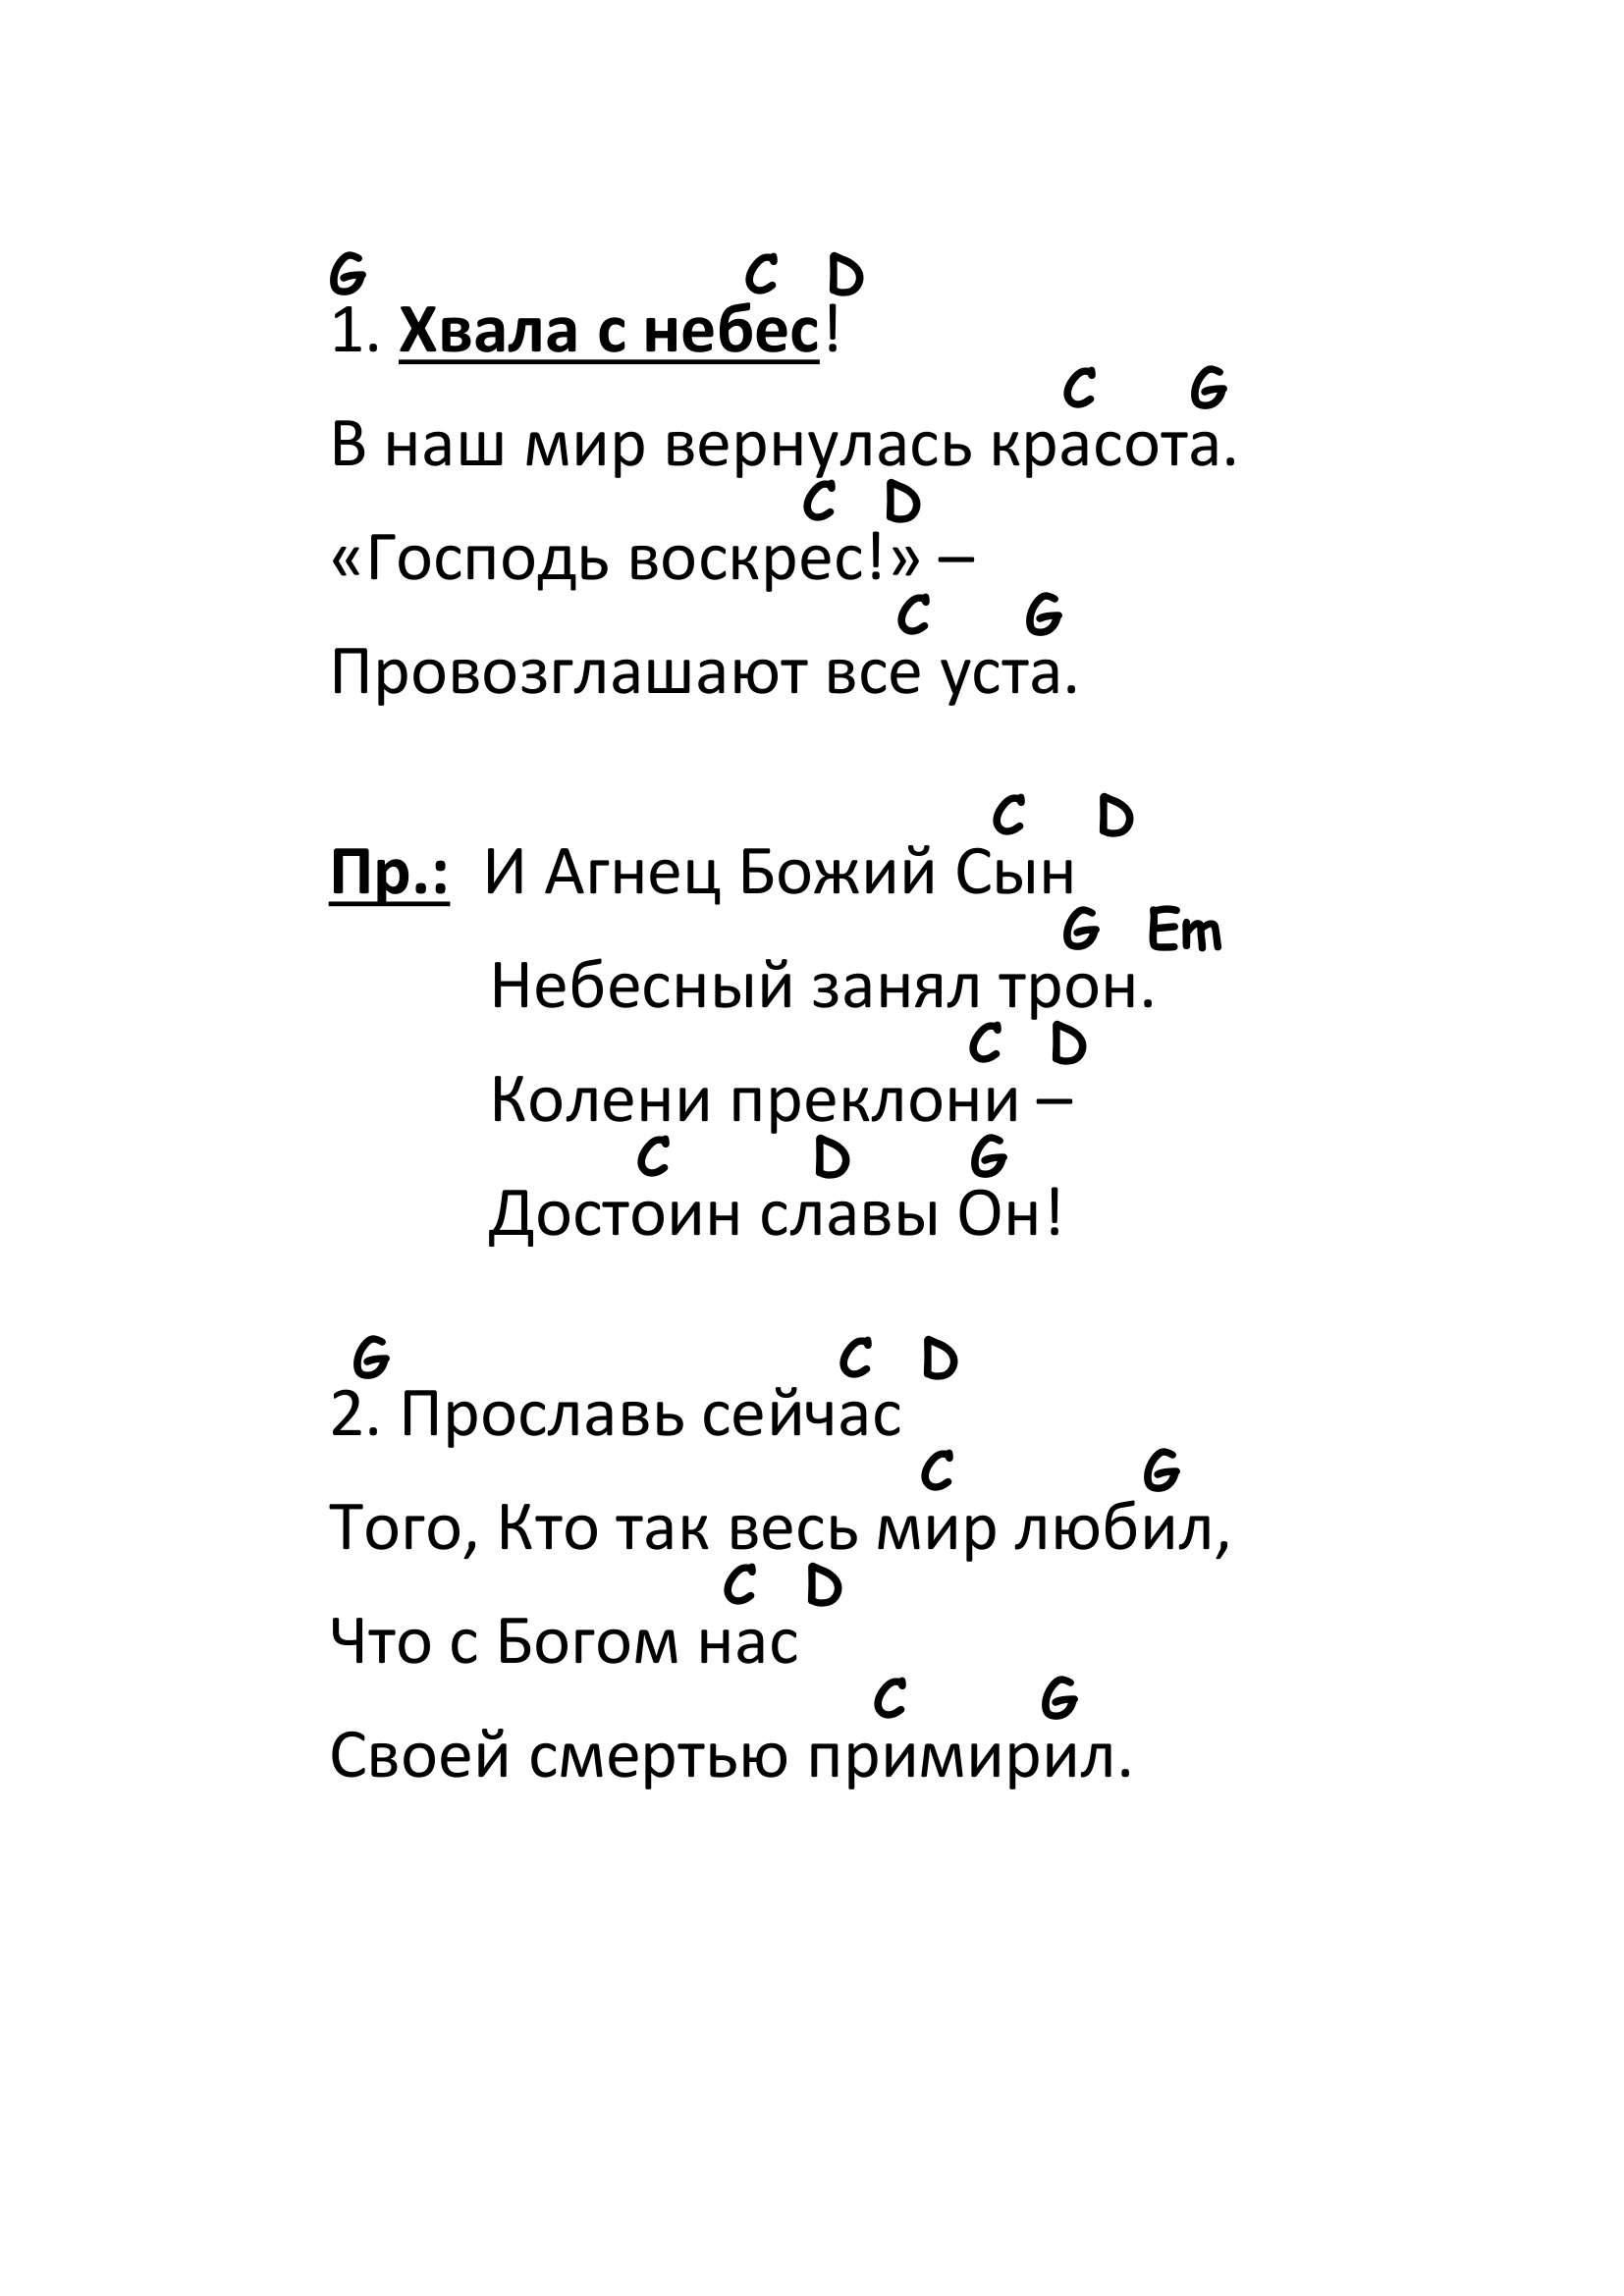 G C D
1. Хвала с небес!
C G
В наш мир вернулась красота.
C D
«Господь воскрес!» –
C G
Провозглашают все уста.
C D
Пр.: И Агнец Божий Сын
G Em
Небесный занял трон.
C D
Колени преклони –
C D G
Достоин славы Он!
G C D
2. Прославь сейчас
C G
Того, Кто так весь мир любил,
C D
Что с Богом нас
C G
Своей смертью примирил.